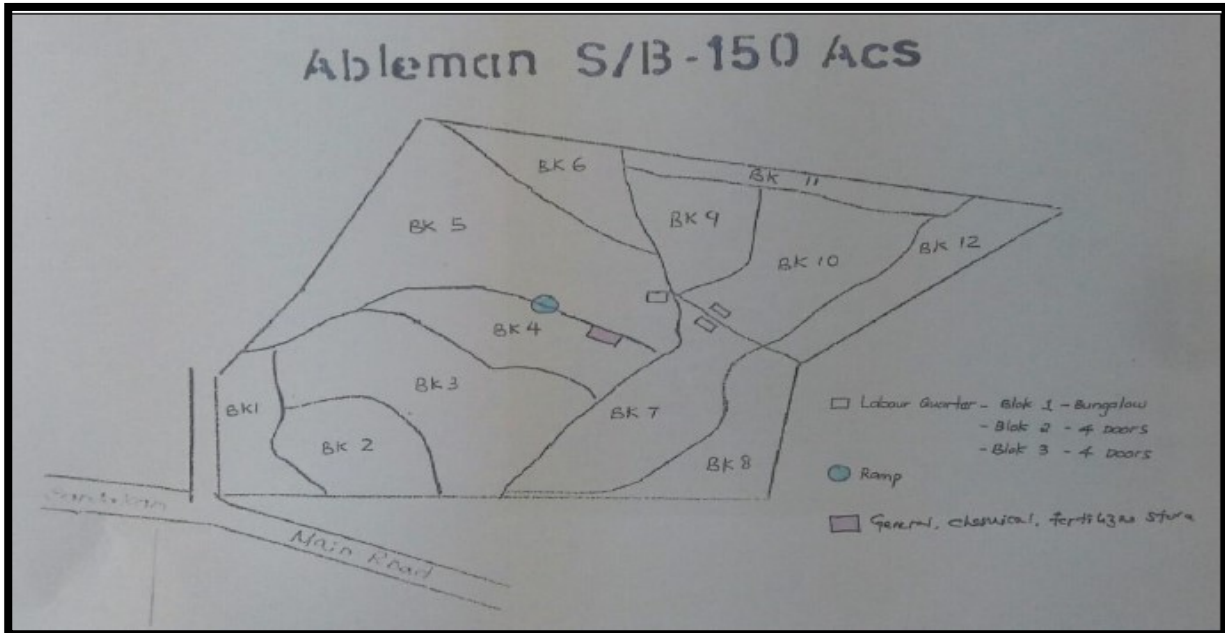 Ableman S/B-150 Acs
BK 6
BK 11
BK 9
BK 5
BK 12
BK 10
BK 4
BK 3
BK1
BK 7
BK 2
BK 8
Labour Quarter - Blok 1 - Bungalow
- Blok 2 - 4 Doors
- Blok 3 - 4 Doors
Ramp
General, chemical, fertilizer
Main Road